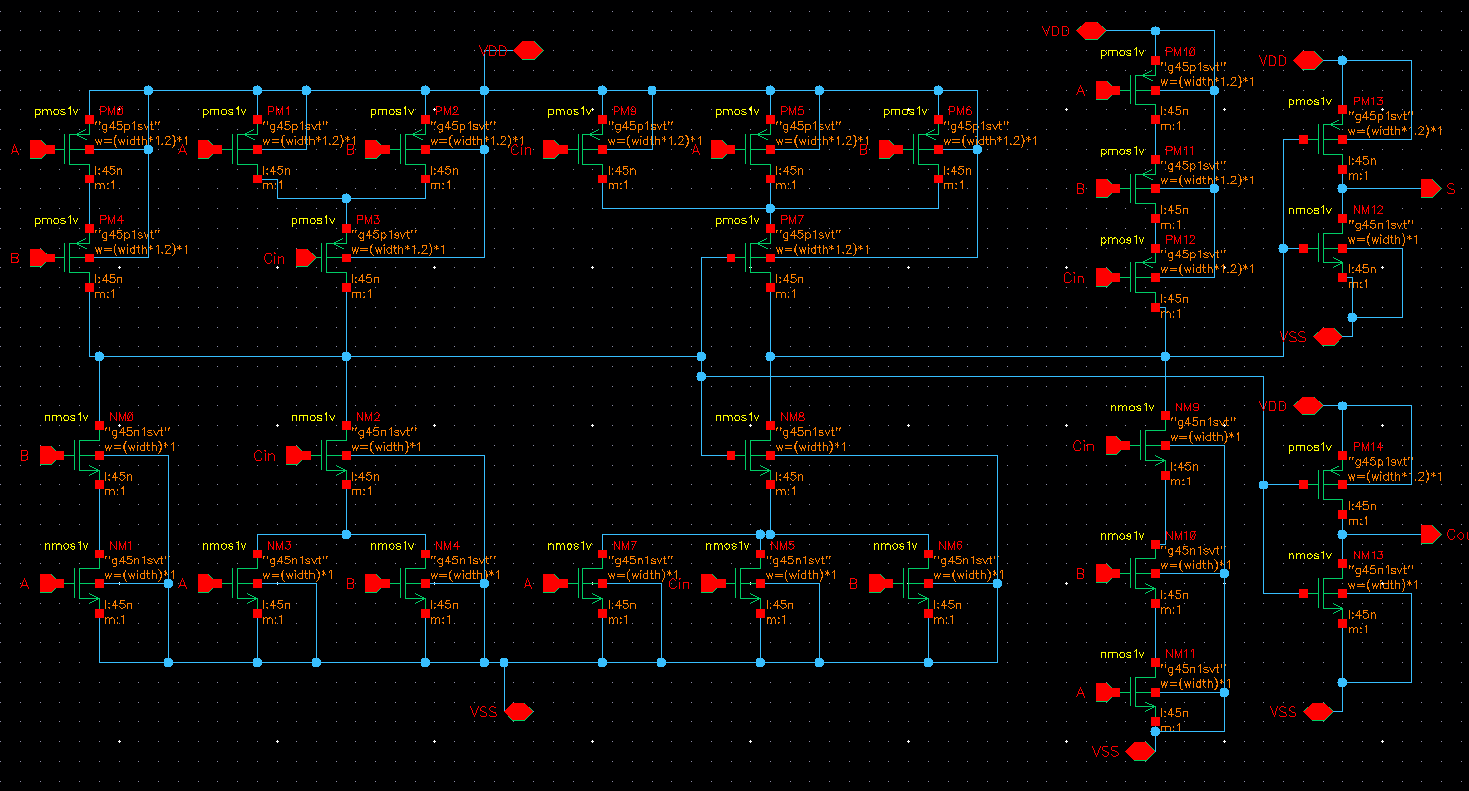 VDD
VDD
VDD
pmos1v PM0
"g45p1svt"
w=(width*1.2)*1
l:45n
m:1
A
pmos1v PM1
"g45p1svt"
w=(width*1.2)*1
l:45n
m:1
A
pmos1v PM2
"g45p1svt"
w=(width*1.2)*1
l:45n
m:1
B
pmos1v PM9
"g45p1svt"
w=(width*1.2)*1
l:45n
m:1
Cin
pmos1v PM5
"g45p1svt"
w=(width*1.2)*1
l:45n
m:1
A
pmos1v PM6
"g45p1svt"
w=(width*1.2)*1
l:45n
m:1
B
pmos1v PM10
"g45p1svt"
w=(width*1.2)*1
l:45n
m:1
A
pmos1v PM11
"g45p1svt"
w=(width*1.2)*1
l:45n
m:1
B
pmos1v PM12
"g45p1svt"
w=(width*1.2)*1
l:45n
m:1
Cin
pmos1v PM13
"g45p1svt"
w=(width*1.2)*1
l:45n
m:1
S
nmos1v NM12
"g45n1svt"
w=(width)*1
l:45n
m:1
VSS
pmos1v PM4
"g45p1svt"
w=(width*1.2)*1
l:45n
m:1
B
pmos1v PM3
"g45p1svt"
w=(width*1.2)*1
l:45n
m:1
Cin
pmos1v PM7
"g45p1svt"
w=(width*1.2)*1
l:45n
m:1
nmos1v NM0
"g45n1svt"
w=(width)*1
l:45n
m:1
B
nmos1v NM2
"g45n1svt"
w=(width)*1
l:45n
m:1
Cin
nmos1v NM8
"g45n1svt"
w=(width)*1
l:45n
m:1
nmos1v NM9
"g45n1svt"
w=(width)*1
l:45n
m:1
Cin
VDD
pmos1v PM14
"g45p1svt"
w=(width*1.2)*1
l:45n
m:1
Cou
nmos1v NM1
"g45n1svt"
w=(width)*1
l:45n
m:1
A
nmos1v NM3
"g45n1svt"
w=(width)*1
l:45n
m:1
A
nmos1v NM4
"g45n1svt"
w=(width)*1
l:45n
m:1
B
nmos1v NM7
"g45n1svt"
w=(width)*1
l:45n
m:1
A
nmos1v NM5
"g45n1svt"
w=(width)*1
l:45n
m:1
Cin
nmos1v NM6
"g45n1svt"
w=(width)*1
l:45n
m:1
B
nmos1v NM10
"g45n1svt"
w=(width)*1
l:45n
m:1
B
nmos1v NM13
"g45n1svt"
w=(width)*1
l:45n
m:1
nmos1v NM11
"g45n1svt"
w=(width)*1
l:45n
m:1
A
VSS
VSS
VSS